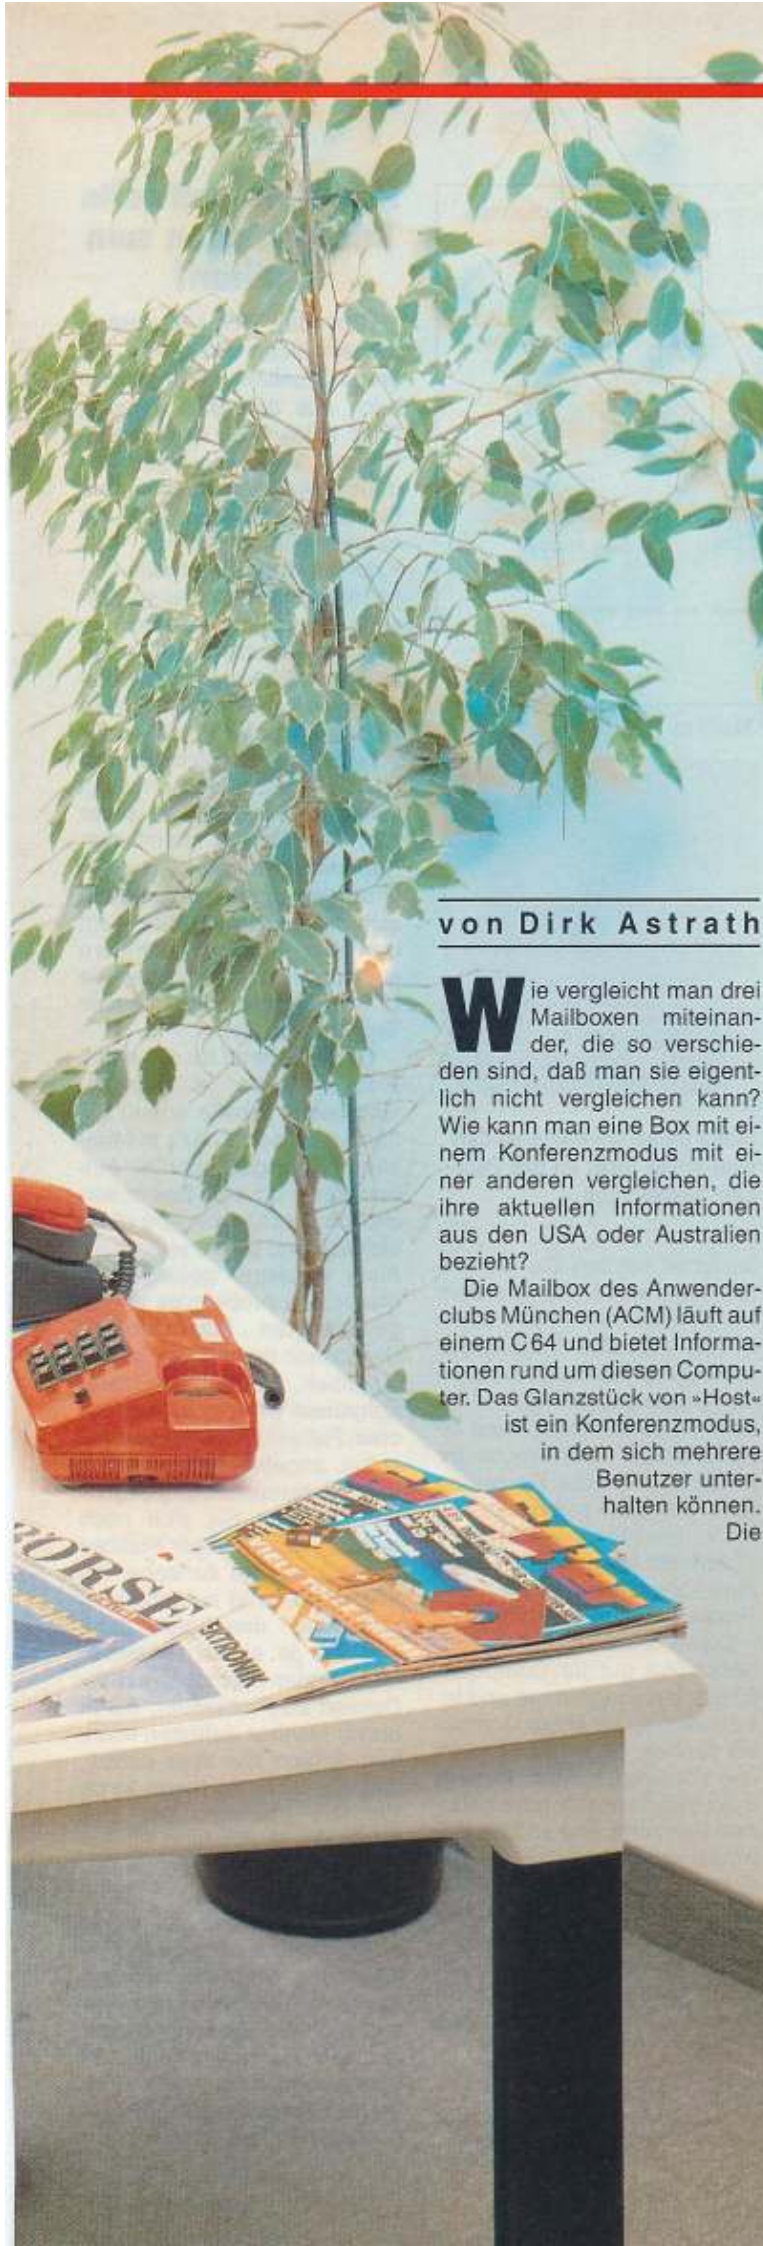 von Dirk Astrath
Wie vergleicht man drei
Mailboxen miteinan-
der, die so verschie-
den sind, daß man sie eigent-
lich nicht vergleichen kann?
Wie kann man eine Box mit ei-
nem Konferenzmodus mit ei-
ner anderen vergleichen, die
ihre aktuellen Informationen
aus den USA oder Australien
bezieht?
Die Mailbox des Anwender-
clubs München (ACM) läuft auf
einem C64 und bietet Informa-
tionen rund um diesen Compu-
ter. Das Glanzstück von »Host«
ist ein Konferenzmodus,
in dem sich mehrere
Benutzer unter-
halten können.
Die
BÖRSE